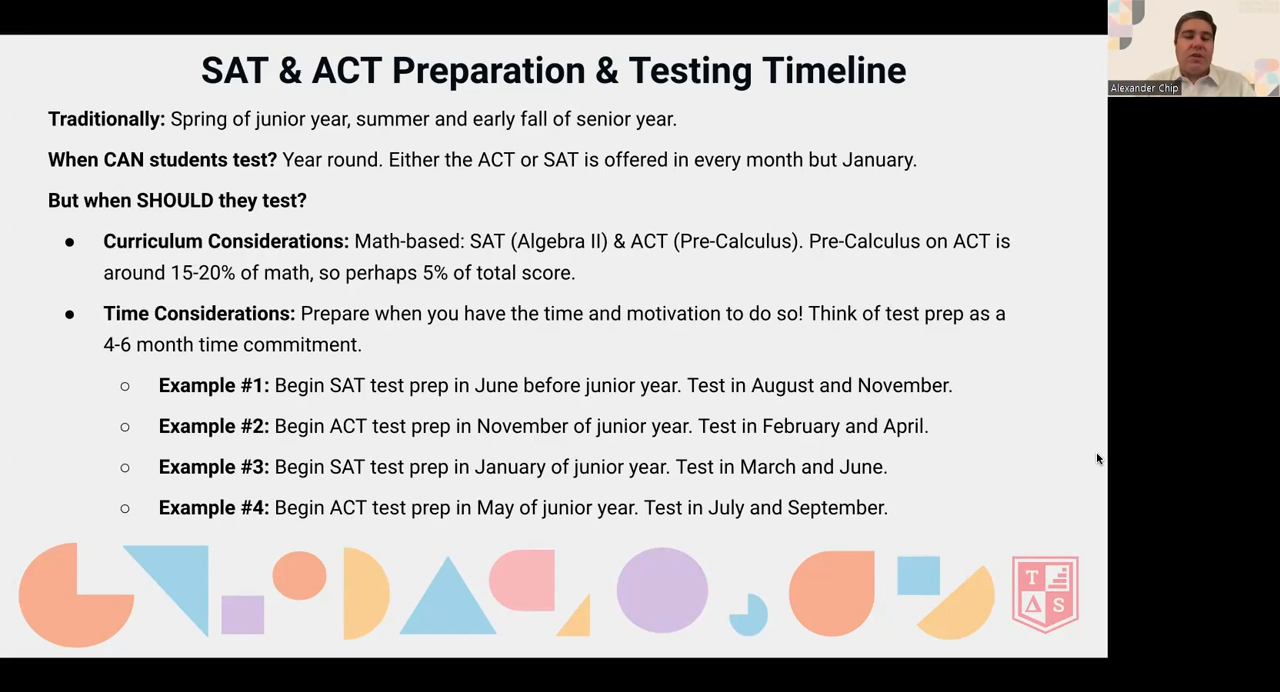 SAT & ACT Preparation & Testing Timeline
Alexander Chip
Traditionally: Spring of junior year, summer and early fall of senior year.
When CAN students test? Year round. Either the ACT or SAT is offered in every month but January.
But when SHOULD they test?
● Curriculum Considerations: Math-based: SAT (Algebra II) & ACT (Pre-Calculus). Pre-Calculus on ACT is
around 15-20% of math, so perhaps 5% of total score.
● Time Considerations: Prepare when you have the time and motivation to do so! Think of test prep as a
4-6 month time commitment.
○ Example #1: Begin SAT test prep in June before junior year. Test in August and November.
○ Example #2: Begin ACT test prep in November of junior year. Test in February and April.
○ Example #3: Begin SAT test prep in January of junior year. Test in March and June.
○ Example #4: Begin ACT test prep in May of junior year. Test in July and September.
T
S